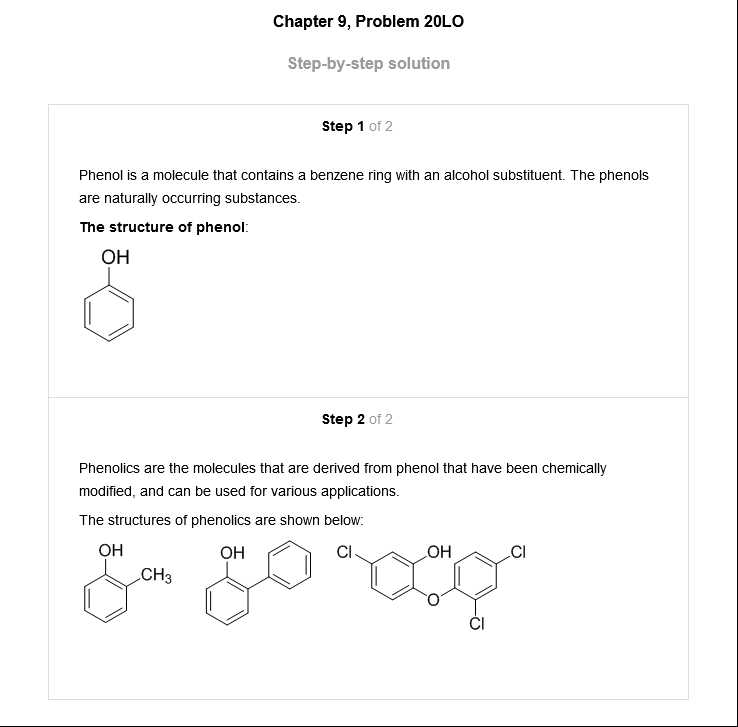 Chapter 9, Problem 20LO
Step-by-step solution
Step 1 of 2
Phenol is a molecule that contains a benzene ring with an alcohol substituent. The phenols
are naturally occurring substances.
The structure of phenol:
OH
Step 2 of 2
Phenolics are the molecules that are derived from phenol that have been chemically
modified, and can be used for various applications.
The structures of phenolics are shown below:
OH
CH3
OH
Cl
OH
O
Cl
Cl